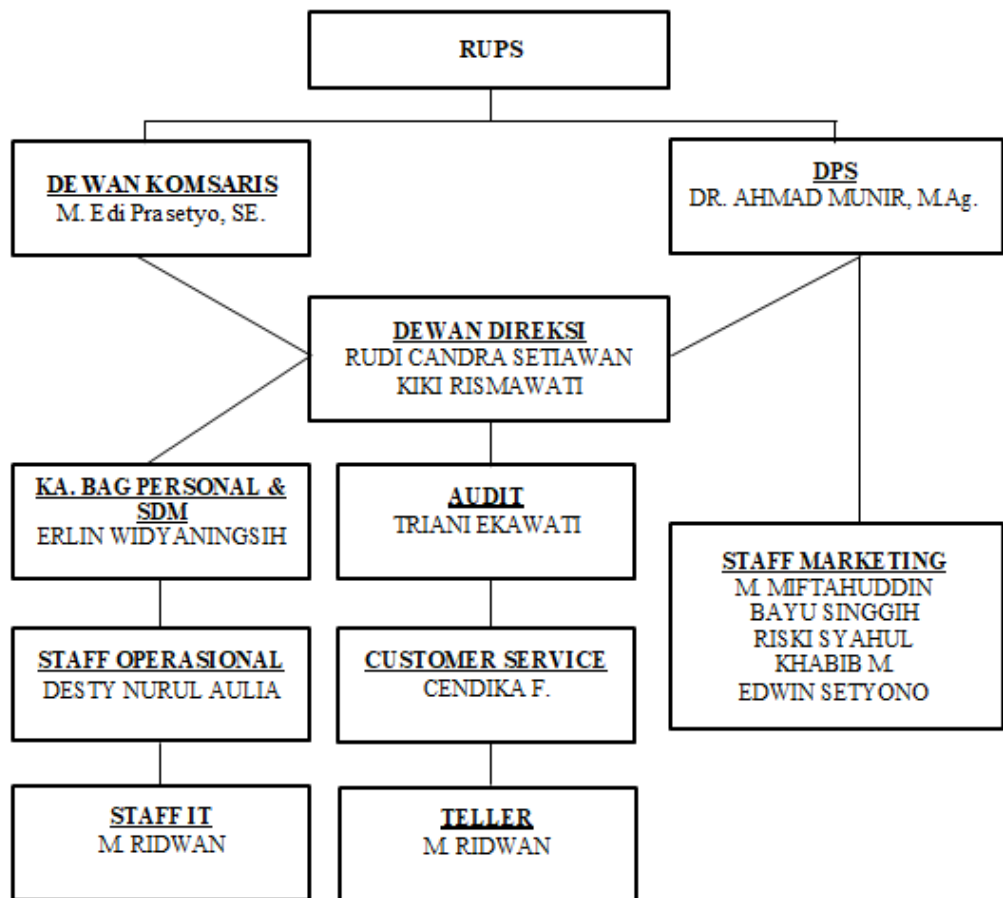 RUPS
DEWAN KOMSARIS
M. Edi Prasetyo, SE.
DPS
DR. AHMAD MUNIR, M.Ag.
DEWAN DIREKSI
RUDI CANDRA SETIAWAN
KIKI RISMAWATI
KA. BAG PERSONAL &
SDM
ERLIN WIDYANINGSIH
AUDIT
TRIANI EKAWATI
STAFF MARKETING
M. MIFTAHUDDIN
BAYU SINGGIH
RISKI SYAHUL
KHABIB M.
EDWIN SETYONO
STAFF OPERASIONAL
DESTY NURUL AULIA
CUSTOMER SERVICE
CENDIKA F.
STAFF IT
M. RIDWAN
TELLER
M. RIDWAN